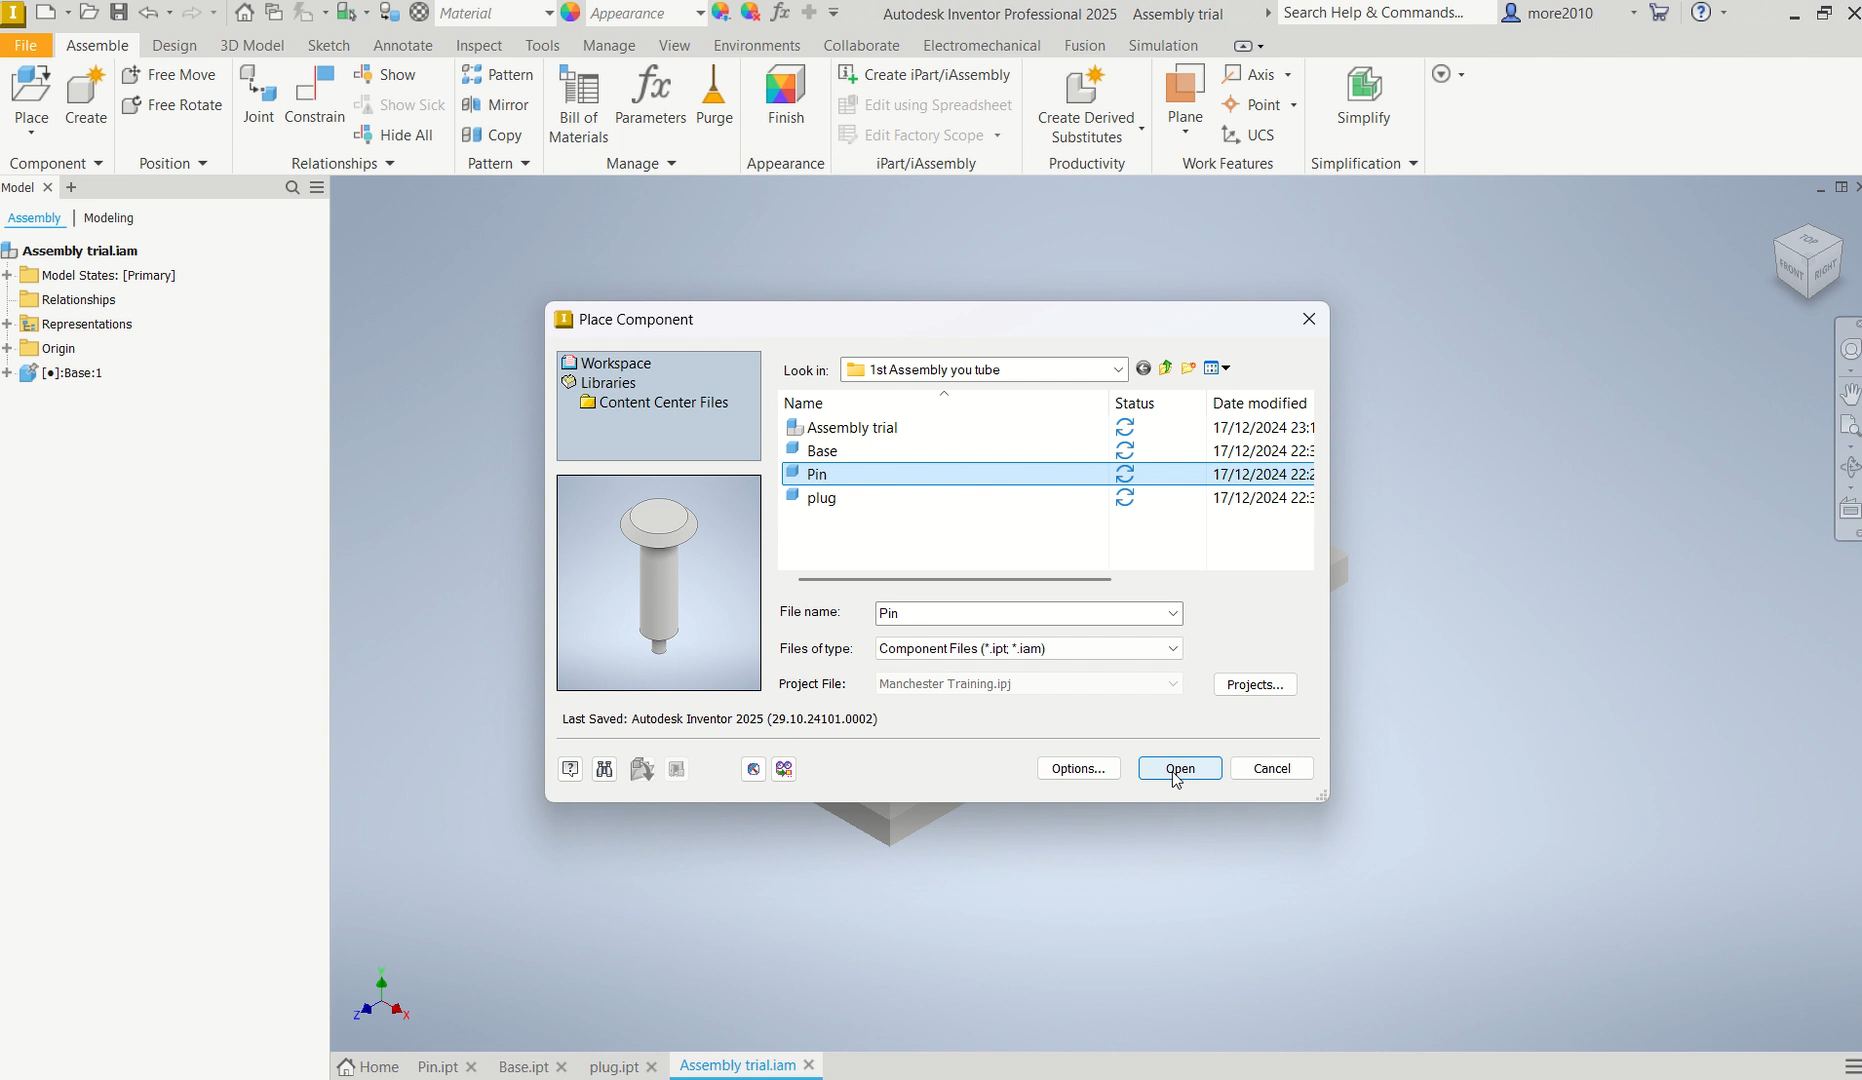 Material
Appearance
fx
Autodesk Inventor Professional 2025 Assembly trial
Search Help & Commands...
more2010
File Assemble Design 3D Model Sketch Annotate Inspect Tools Manage View Environments Collaborate Electromechanical Fusion Simulation
Place
Create
Free Move
Free Rotate
Joint
Constrain
Show
Show Sick
Hide All
Pattern
Mirror
Copy
Bill of
Materials
fx
Parameters
Purge
Finish
Create iPart/iAssembly
Edit using Spreadsheet
Edit Factory Scope
Create Derived
Substitutes
Plane
Axis
Point
UCS
Simplify
Component Position Relationships Pattern Manage Appearance iPart/iAssembly Productivity Work Features Simplification
Model
Assembly | Modeling
Assembly trial.iam
Model States: [Primary]
Relationships
Representations
Origin
[●]:Base:1
TOP
FRONT RIGHT
Place Component
Workspace
Libraries
Content Center Files
Look in: 1st Assembly you tube
Name Status Date modified
Assembly trial 17/12/2024 23:1
Base 17/12/2024 22:3
Pin 17/12/2024 22:2
plug 17/12/2024 22:3
File name: Pin
Files of type: Component Files (*.ipt; *.iam)
Project File: Manchester Training.ipj
Projects...
Last Saved: Autodesk Inventor 2025 (29.10.24101.0002)
Options... Open Cancel
Y
Z X
Home Pin.ipt Base.ipt plug.ipt Assembly trial.iam